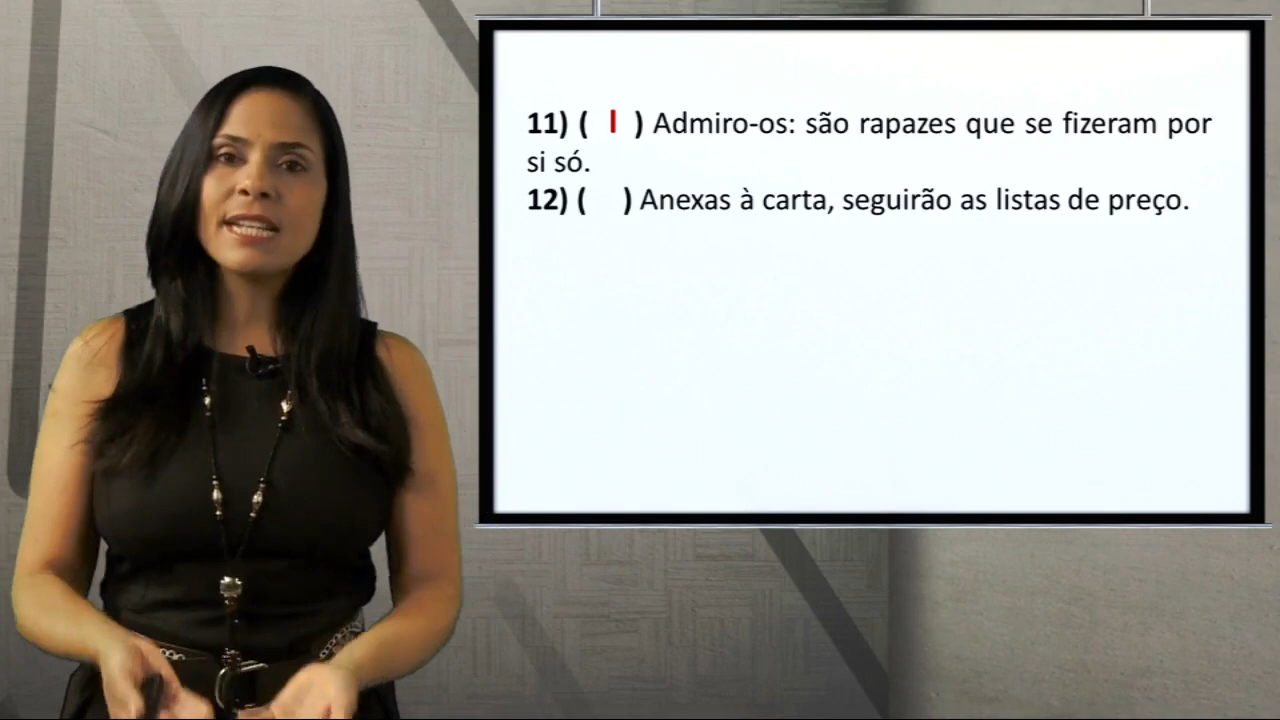 11) ( I ) Admiro-os: são rapazes que se fizeram por
si só.
12) (   ) Anexas à carta, seguirão as listas de preço.